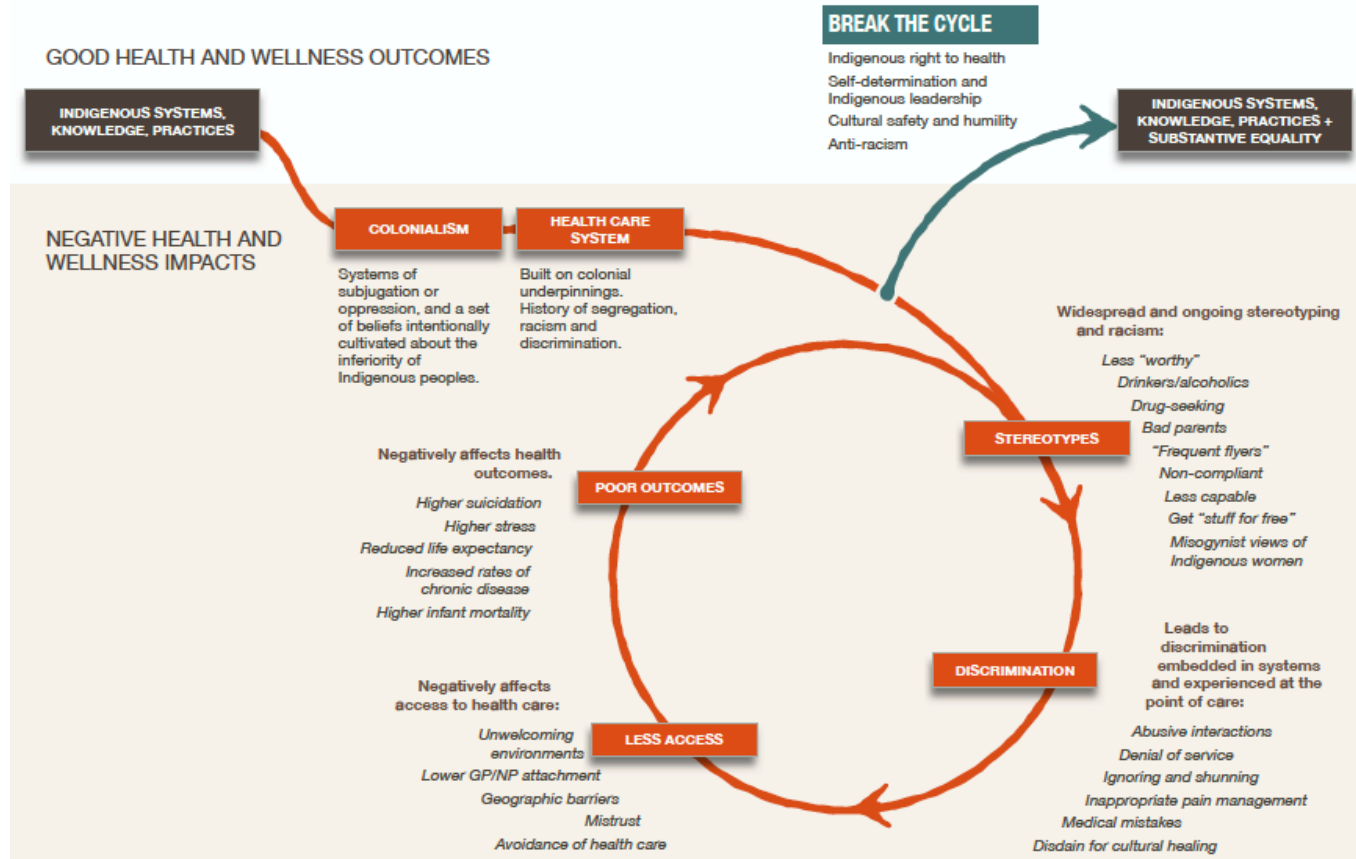 GOOD HEALTH AND WELLNESS OUTCOMES
INDIGENOUS SYSTEMS,
KNOWLEDGE, PRACTICES
BREAK THE CYCLE
Indigenous right to health
Self-determination and
Indigenous leadership
Cultural safety and humility
Anti-racism
INDIGENOUS SYSTEMS,
KNOWLEDGE, PRACTICES +
SUBSTANTIVE EQUALITY
NEGATIVE HEALTH AND
WELLNESS IMPACTS
COLONIALISM
Systems of
subjugation or
oppression, and a set
of beliefs intentionally
cultivated about the
inferiority of
Indigenous peoples.
HEALTH CARE
SYSTEM
Built on colonial
underpinnings.
History of segregation,
racism and
discrimination.
STEREOTYPES
Widespread and ongoing stereotyping
and racism:
Less “worthy”
Drinkers/alcoholics
Drug-seeking
Bad parents
“Frequent flyers”
Non-compliant
Less capable
Get “stuff for free”
Misogynist views of
Indigenous women
DISCRIMINATION
Leads to
discrimination
embedded in systems
and experienced at the
point of care:
Abusive interactions
Denial of service
Ignoring and shunning
Inappropriate pain management
Medical mistakes
Disdain for cultural healing
LESS ACCESS
Negatively affects
access to health care:
Unwelcoming
environments
Lower GP/NP attachment
Geographic barriers
Mistrust
Avoidance of health care
POOR OUTCOMES
Negatively affects health
outcomes.
Higher suicidation
Higher stress
Reduced life expectancy
Increased rates of
chronic disease
Higher infant mortality